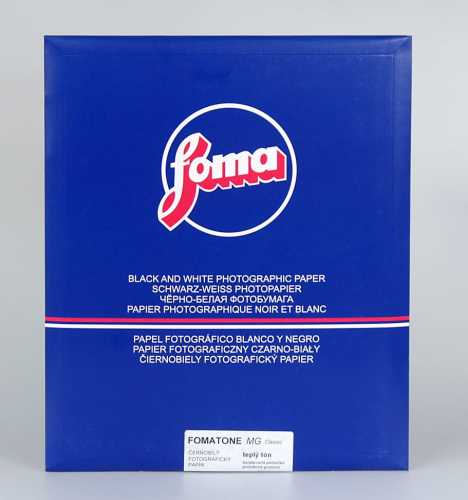 foma
BLACK AND WHITE PHOTOGRAPHIC PAPER
SCHWARZ-WEISS PHOTOPAPIER
ЧЁРНО-БЕЛАЯ ФОТОБУМАГА
PAPIER PHOTOGRAPHIQUE NOIR ET BLANC
PAPEL FOTOGRÁFICO BLANCO Y NEGRO
PAPIER FOTOGRAFICZNY CZARNO-BIAŁY
ČIERNOBIELY FOTOGRAFICKÝ PAPIER
FOMATONE MG Classic
ČERNOBÍLÝ
FOTOGRAFICKÝ
PAPÍR
teplý tón